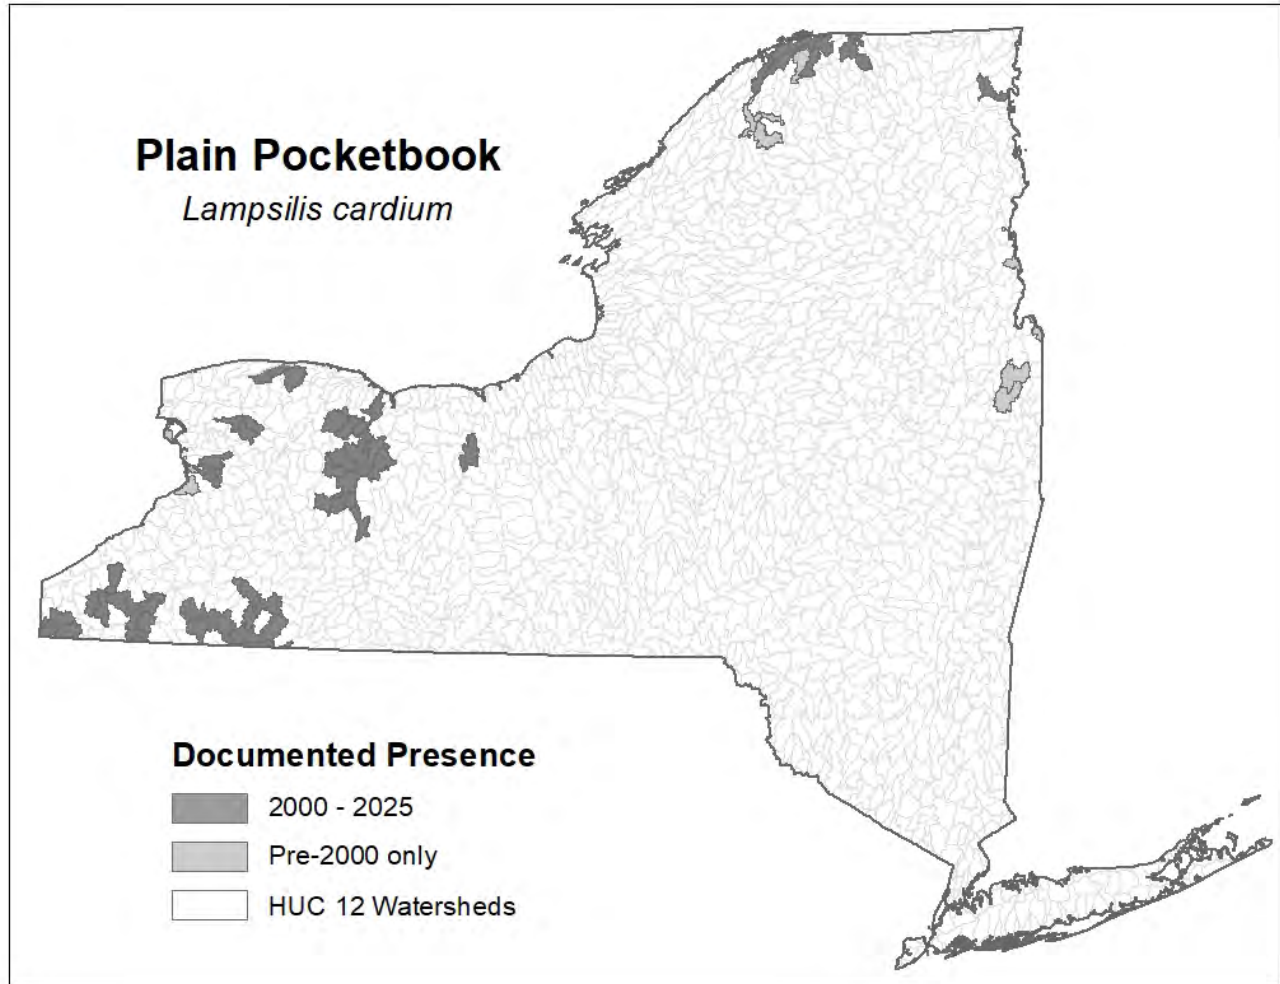 Plain Pocketbook
Lampsilis cardium
Documented Presence
2000 - 2025
Pre-2000 only
HUC 12 Watersheds